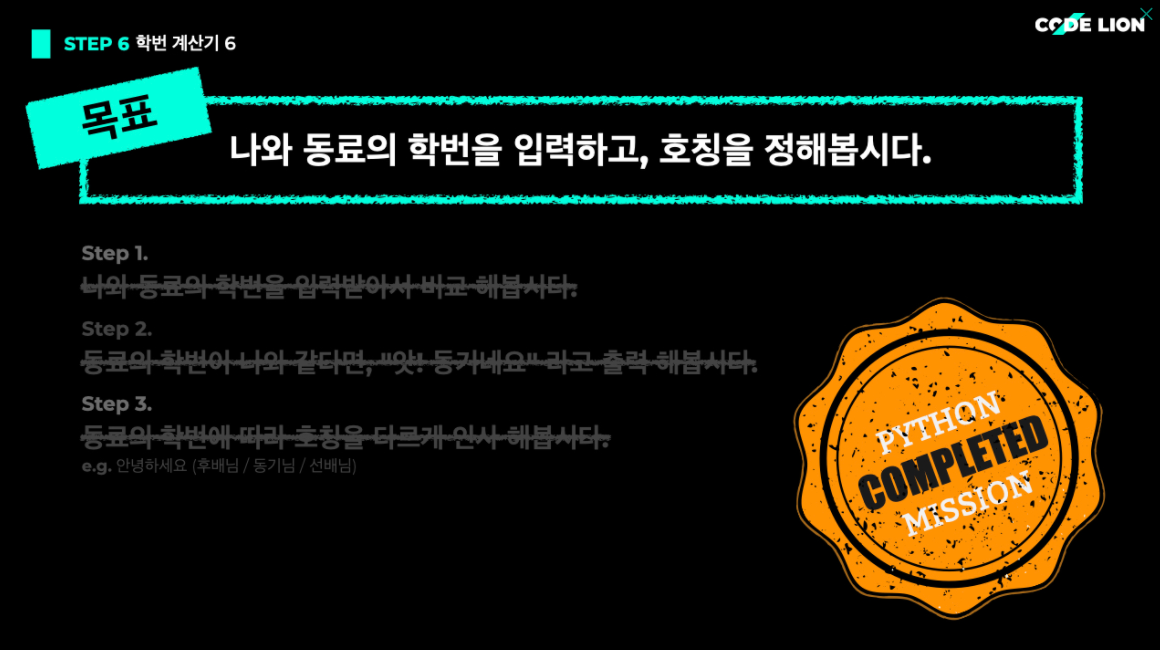 STEP 6 학번 계산기 6
CODE LION
목표
나와 동료의 학번을 입력하고, 호칭을 정해봅시다.
Step 1.
나와 동료의 학번을 입력받아서 비교 해봅시다.
Step 2.
동료의 학번이 나와 같다면, "앗! 동기네요" 라고 출력 해봅시다.
Step 3.
동료의 학번에 따라 호칭을 다르게 인사 해봅시다.
e.g. 안녕하세요 (후배님 / 동기님 / 선배님)
PYTHON
COMPLETED
MISSION